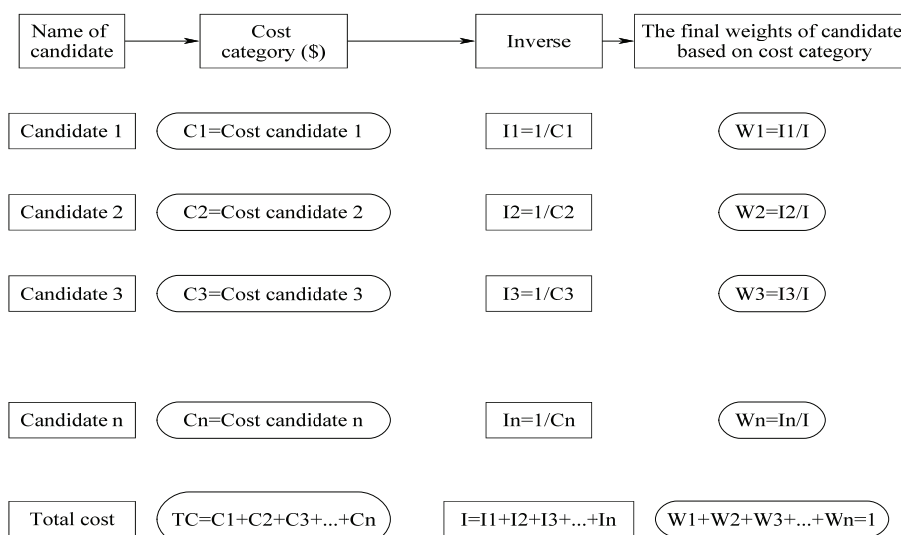 Name of
candidate
Cost
category ($)
Inverse
The final weights of candidate
based on cost category
Candidate 1
C1=Cost candidate 1
I1=1/C1
W1=I1/I
Candidate 2
C2=Cost candidate 2
I2=1/C2
W2=I2/I
Candidate 3
C3=Cost candidate 3
I3=1/C3
W3=I3/I
Candidate n
Cn=Cost candidate n
In=1/Cn
Wn=In/I
Total cost
TC=C1+C2+C3+...+Cn
I=I1+I2+I3+...+In
W1+W2+W3+...+Wn=1